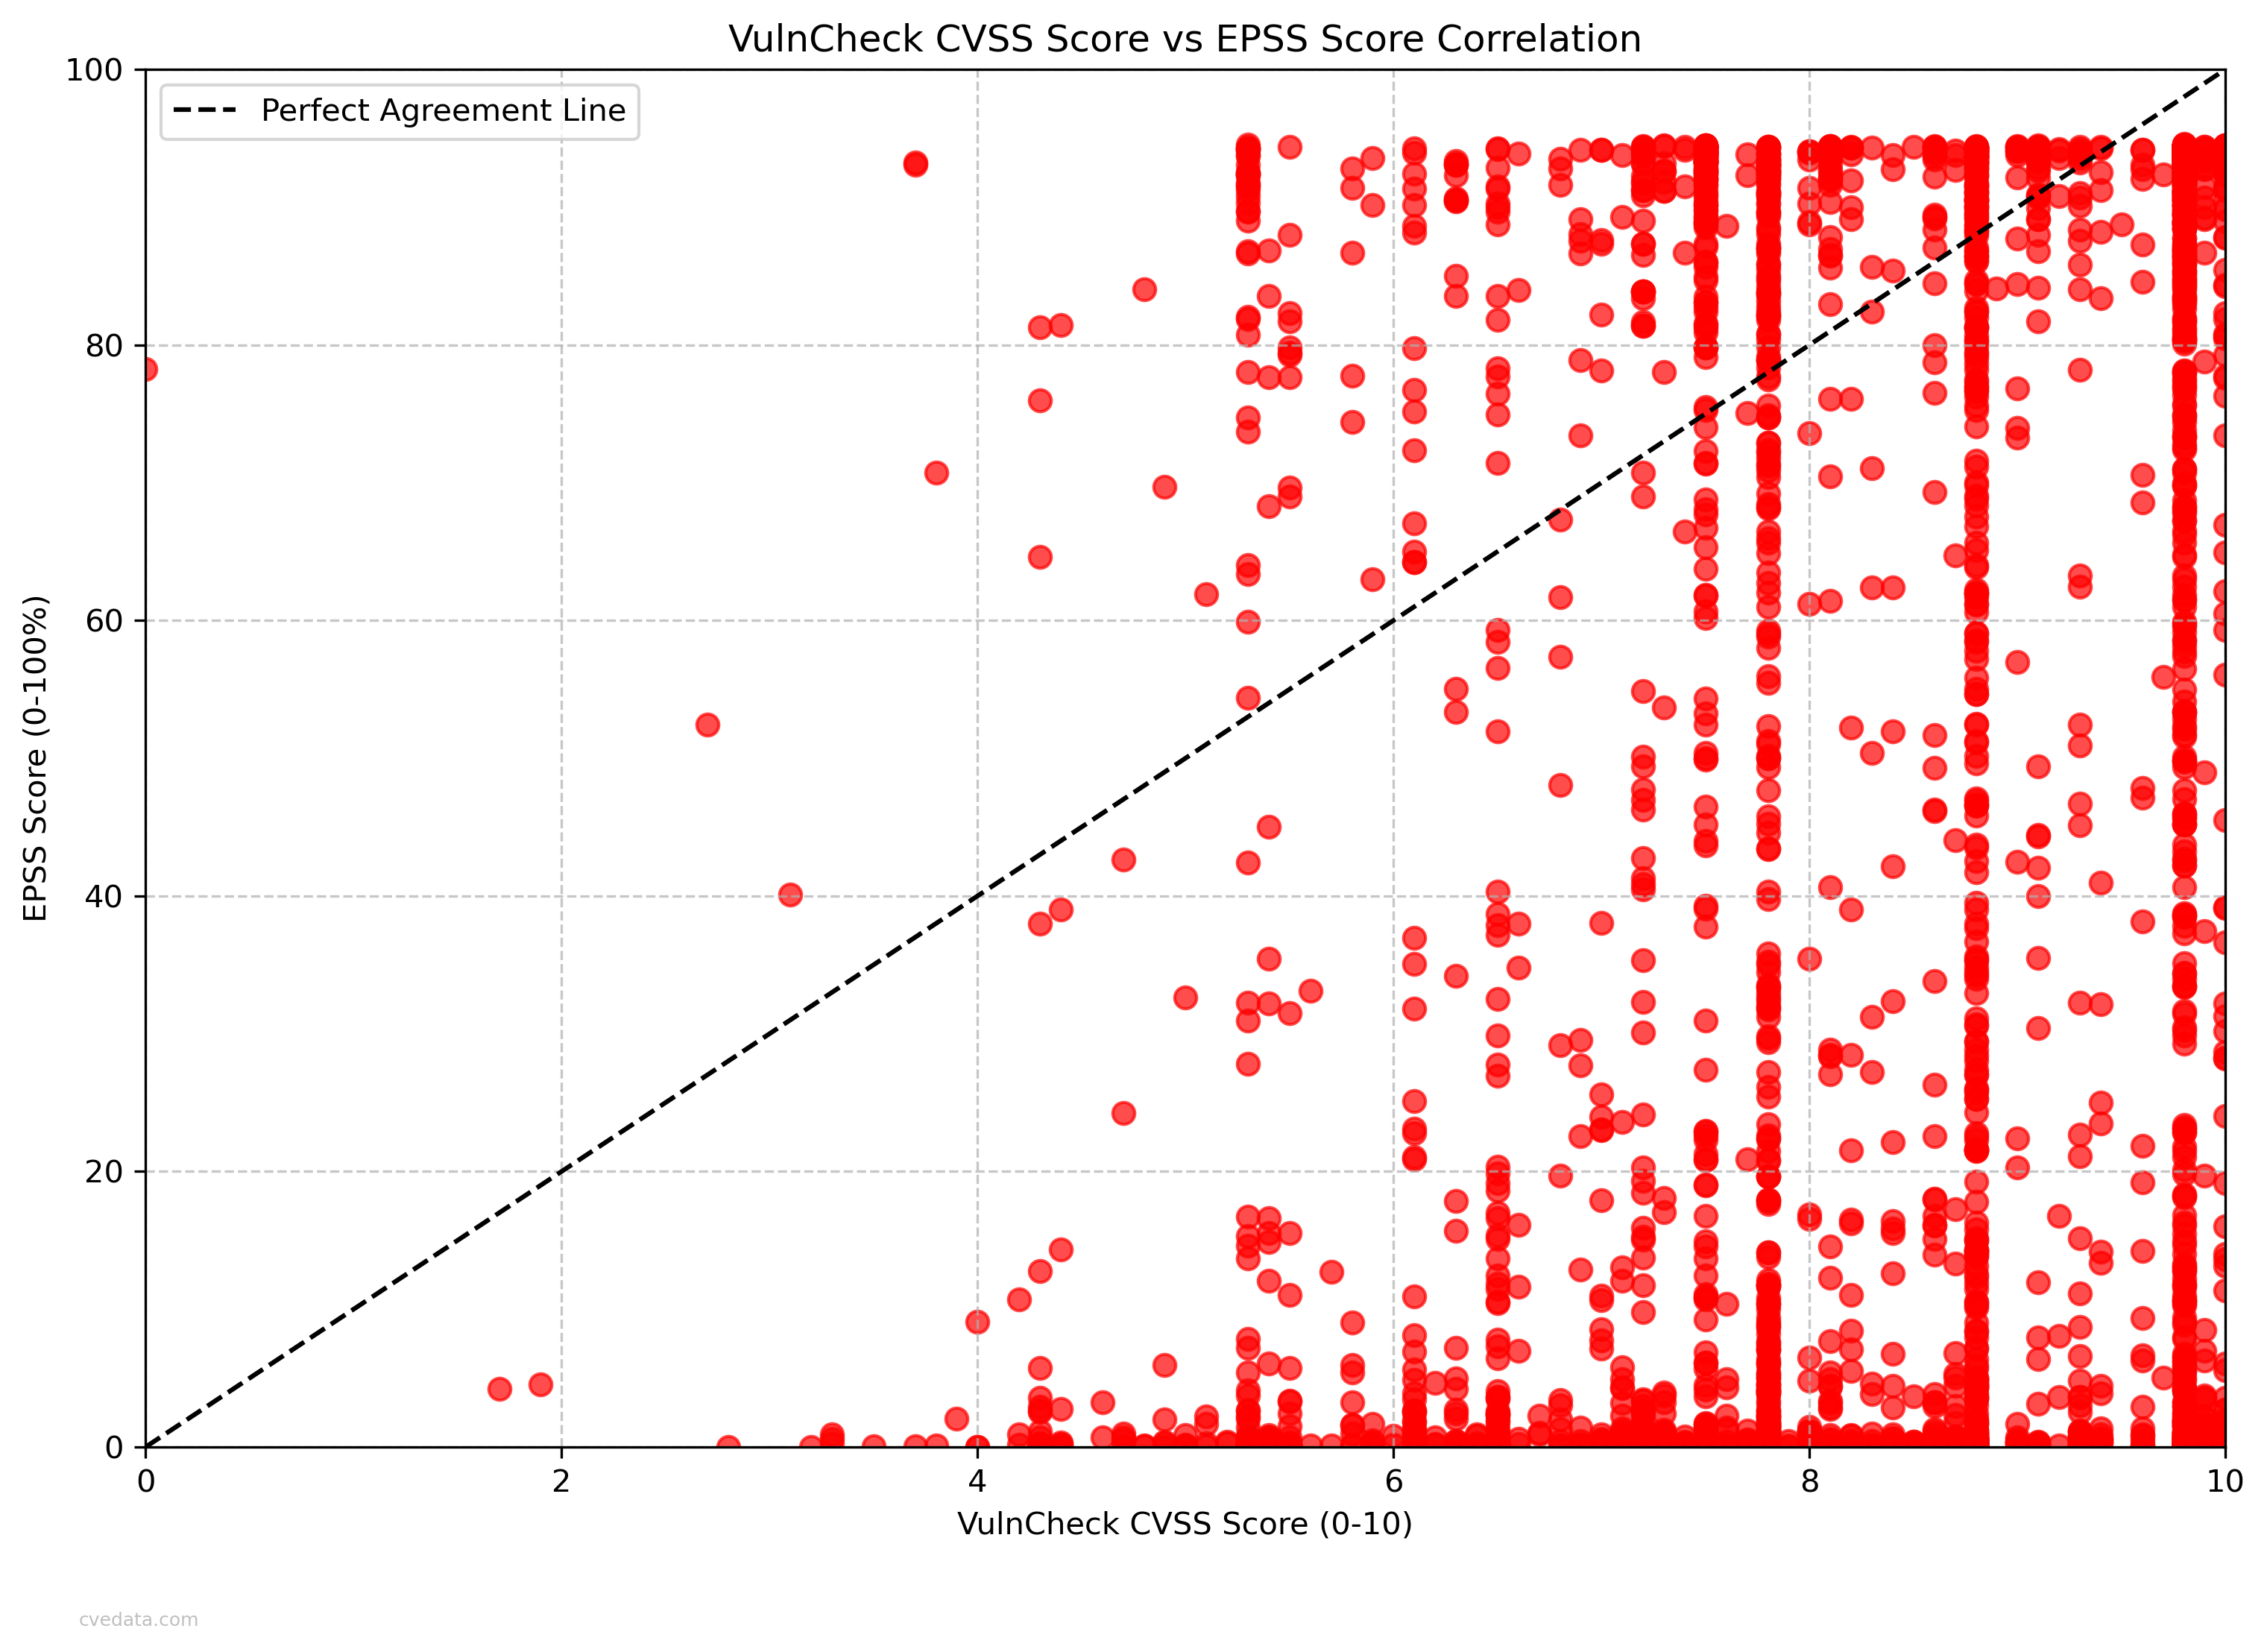 VulnCheck CVSS Score vs EPSS Score Correlation
Perfect Agreement Line
EPSS Score (0-100%)
100
80
60
40
20
0
0 2 4 6 8 10
VulnCheck CVSS Score (0-10)
cvedata.com